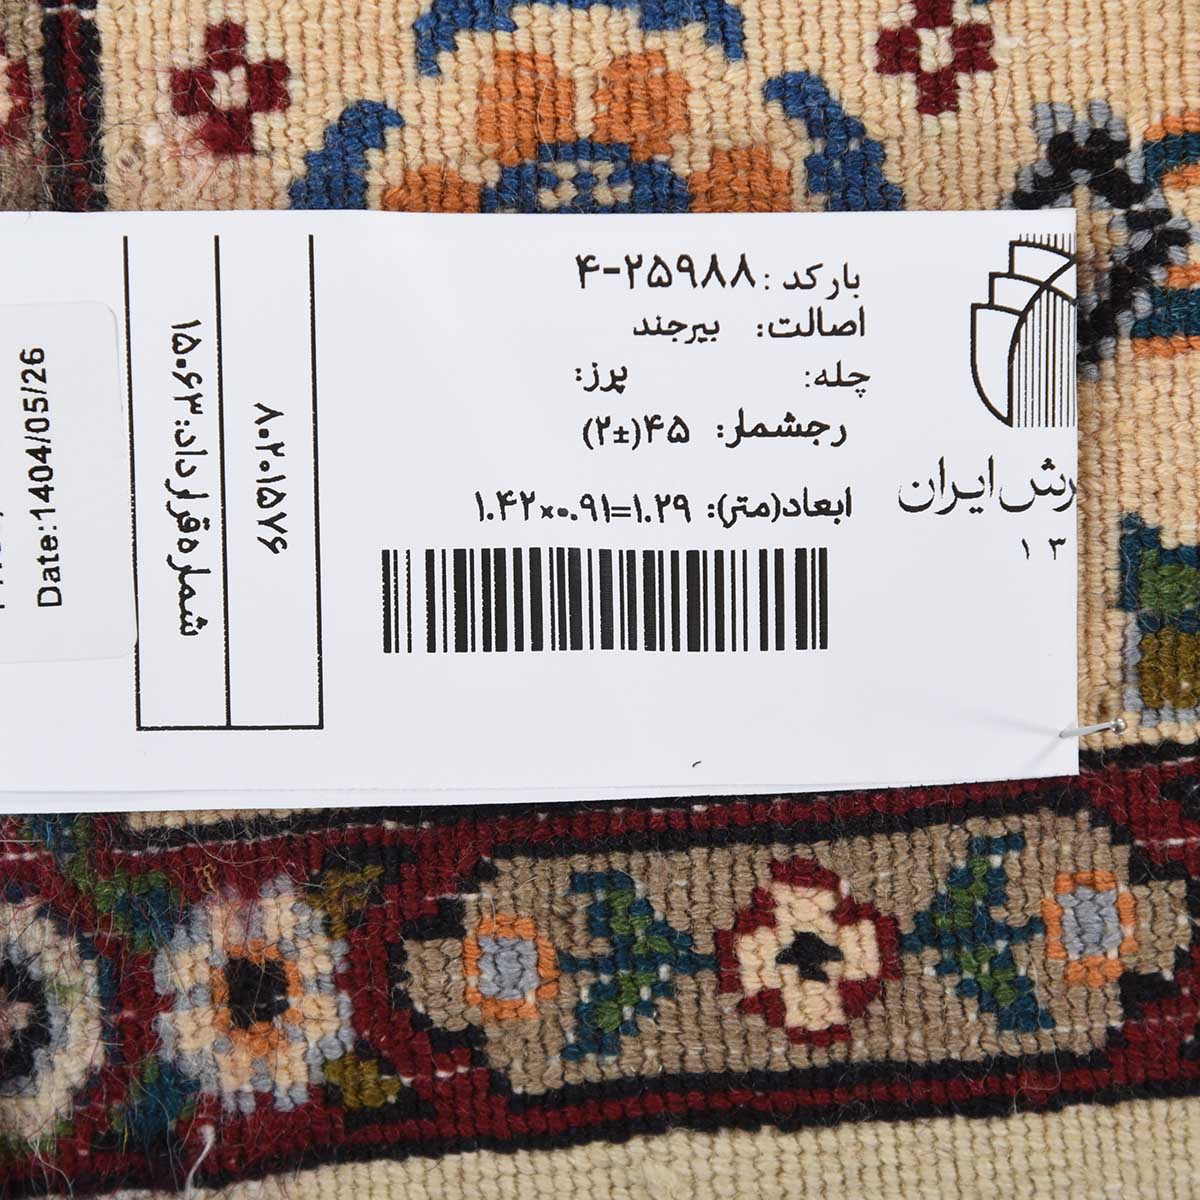 بارکد: ۴-۲۵۹۸۸
اصالت: بیرجند
چله: پرز:
رجشمار: ۴۵(±۲)
ابعاد(متر): ۱.۴۲×۰.۹۱=۱.۲۹
رش ایران
۱۳
۸۰۲۰۱۵۷۶
شماره قرارداد: ۱۵۰۶۳
Date:1404/05/26